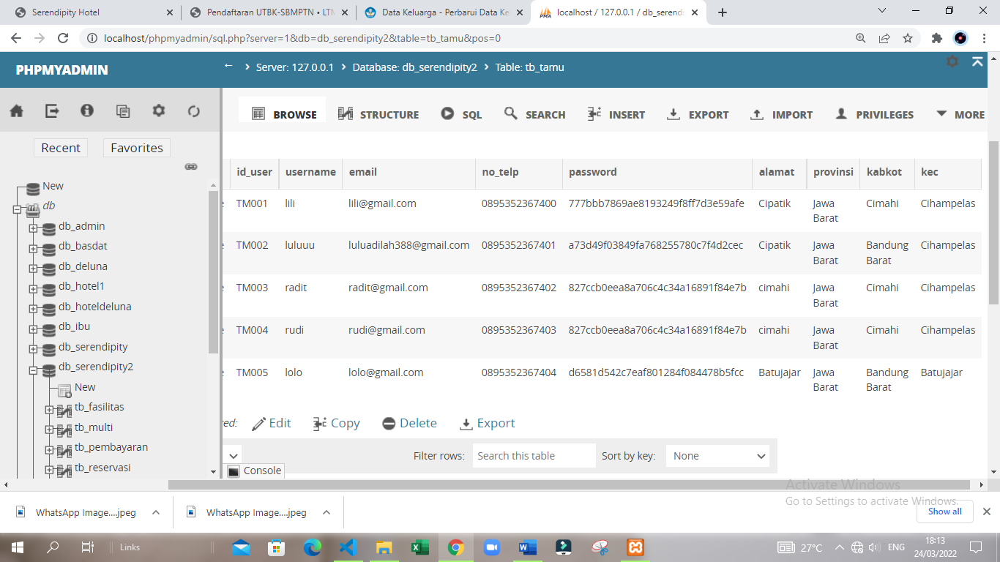 Serendipity Hotel
Pendaftaran UTBK-SBMPTN • LTM
Data Keluarga - Perbarui Data Ke
localhost / 127.0.0.1 / db_serendi
localhost/phpmyadmin/sql.php?server=1&db=db_serendipity2&table=tb_tamu&pos=0
PHPMYADMIN
← › Server: 127.0.0.1 › Database: db_serendipity2 › Table: tb_tamu
BROWSE STRUCTURE SQL SEARCH INSERT EXPORT IMPORT PRIVILEGES MORE
Recent Favorites
New
db
db_admin
db_basdat
db_deluna
db_hotel1
db_hoteldeluna
db_ibu
db_serendipity
db_serendipity2
New
tb_fasilitas
tb_multi
tb_pembayaran
tb_reservasi
id_user username email no_telp password alamat provinsi kabkot kec
e TM001 lili lili@gmail.com 0895352367400 777bbb7869ae8193249f8ff7d3e59afe Cipatik Jawa Barat Cimahi Cihampelas
e TM002 luluuu luluadilah388@gmail.com 0895352367401 a73d49f03849fa768255780c7f4d2cec Cipatik Jawa Barat Bandung Barat Cihampelas
e TM003 radit radit@gmail.com 0895352367402 827ccb0eea8a706c4c34a16891f84e7b cimahi Jawa Barat Cimahi Cihampelas
e TM004 rudi rudi@gmail.com 0895352367403 827ccb0eea8a706c4c34a16891f84e7b cimahi Jawa Barat Cimahi Cihampelas
e TM005 lolo lolo@gmail.com 0895352367404 d6581d542c7eaf801284f084478b5fcc Batujajar Jawa Barat Bandung Barat Batujajar
ed: Edit Copy Delete Export
Filter rows: Search this table Sort by key: None
Console
Activate Windows
Go to Settings to activate Windows.
WhatsApp Image....jpeg WhatsApp Image....jpeg Show all
Links
27°C ENG 18:13
24/03/2022